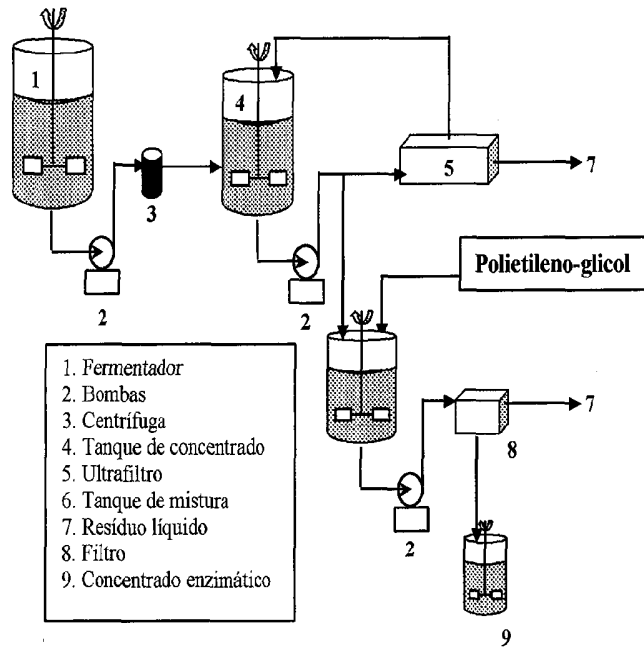 1
4
5
7
3
2
2
Polietileno-glicol
1. Fermentador
2. Bombas
3. Centrífuga
4. Tanque de concentrado
5. Ultrafiltro
6. Tanque de mistura
7. Resíduo líquido
8. Filtro
9. Concentrado enzimático
7
8
2
9